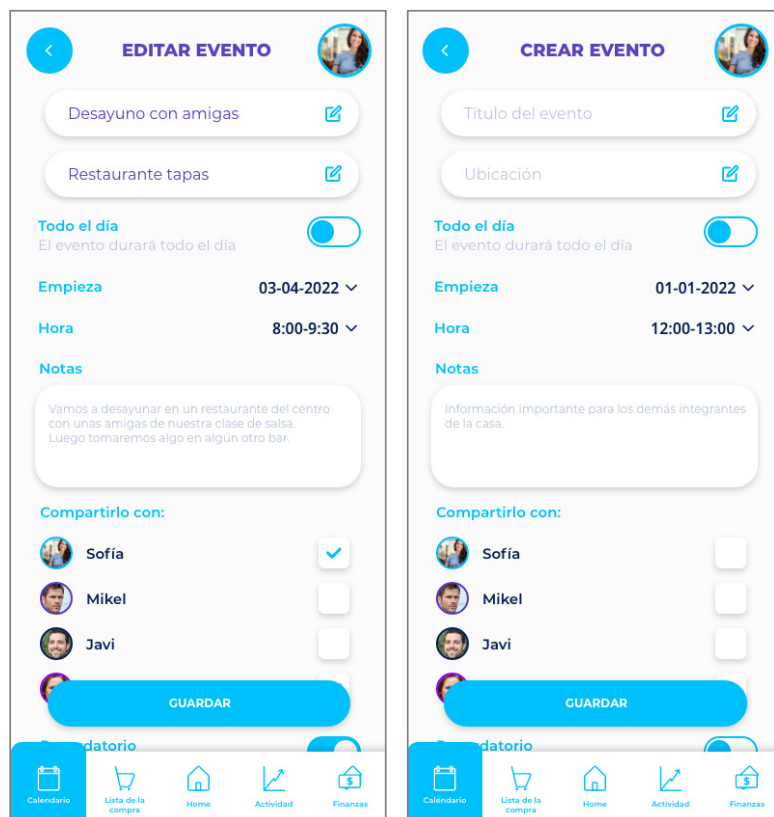 EDITAR EVENTO
Desayuno con amigas
Restaurante tapas
Todo el día
El evento durará todo el día
Empieza
03-04-2022
Hora
8:00-9:30
Notas
Vamos a desayunar en un restaurante del centro
con unas amigas de nuestra clase de salsa.
Luego tomaremos algo en algún otro bar.
Compartirlo con:
Sofía
Mikel
Javi
GUARDAR
Calendario
Lista de la
compra
Home
Actividad
Finanzas
CREAR EVENTO
Título del evento
Ubicación
Todo el día
El evento durará todo el día
Empieza
01-01-2022
Hora
12:00-13:00
Notas
Información importante para los demás integrantes
de la casa.
Compartirlo con:
Sofía
Mikel
Javi
GUARDAR
Calendario
Lista de la
compra
Home
Actividad
Finanzas